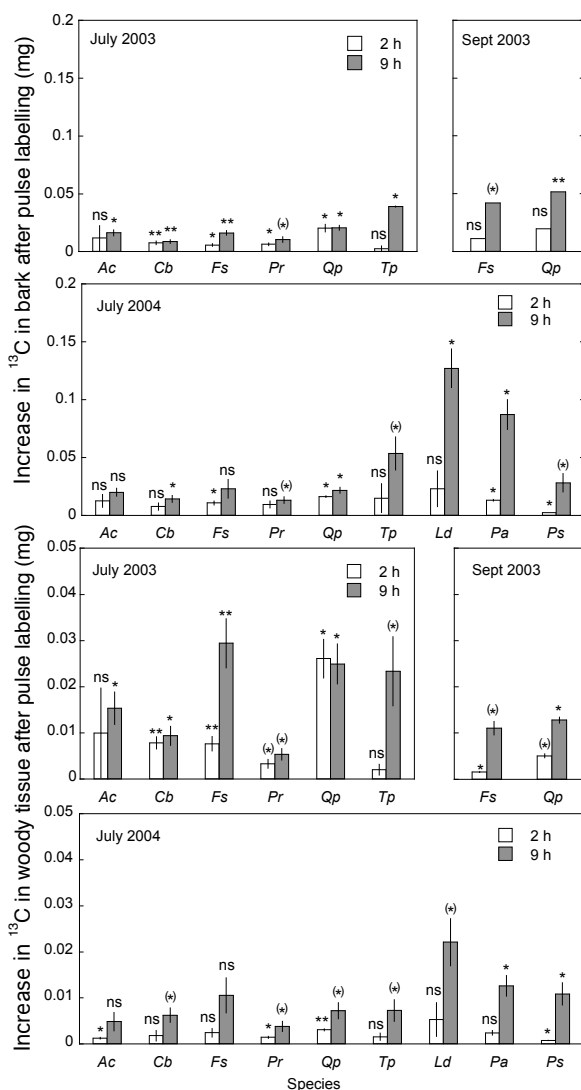 Increase in ¹³C in bark after pulse labelling (mg)
July 2003
2 h
9 h
0.2
0.15
0.1
0.05
0
ns * ** ** * ** * (*) * * ns *
Ac Cb Fs Pr Qp Tp
Sept 2003
ns (*) ns **
Fs Qp
July 2004
2 h
9 h
0.2
0.15
0.1
0.05
0
ns ns ns * * ns ns (*) * * ns (*) ns * * * * (*)
Ac Cb Fs Pr Qp Tp Ld Pa Ps
Increase in ¹³C in woody tissue after pulse labelling (mg)
July 2003
2 h
9 h
0.05
0.04
0.03
0.02
0.01
0
ns * ** * ** ** (*) (*) * * ns (*)
Ac Cb Fs Pr Qp Tp
Sept 2003
* (*) (*) *
Fs Qp
July 2004
2 h
9 h
0.05
0.04
0.03
0.02
0.01
0
* ns ns (*) ns ns * (*) ** (*) ns (*) ns (*) ns * * *
Ac Cb Fs Pr Qp Tp Ld Pa Ps
Species